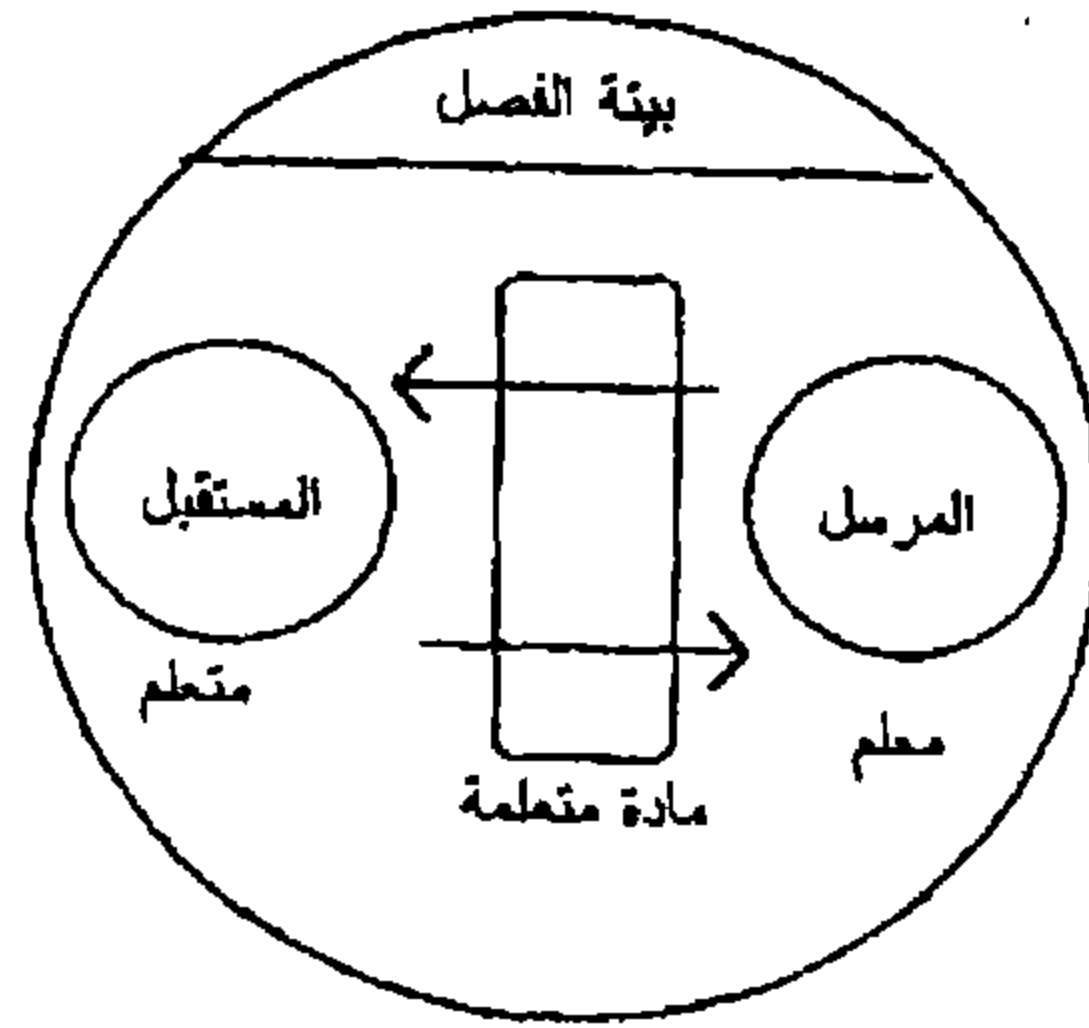 بيئة الفصل
المرسل
المستقبل
معلم
متعلم
مادة متعلمة